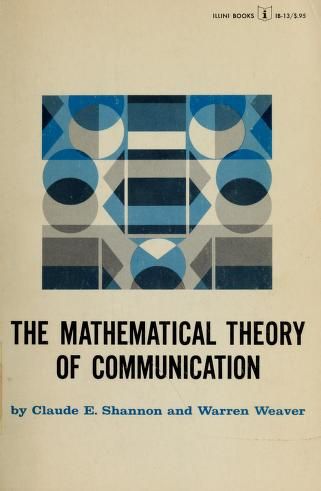 ILLINI BOOKS i IB-13/$.95
THE MATHEMATICAL THEORY
OF COMMUNICATION
by Claude E. Shannon and Warren Weaver